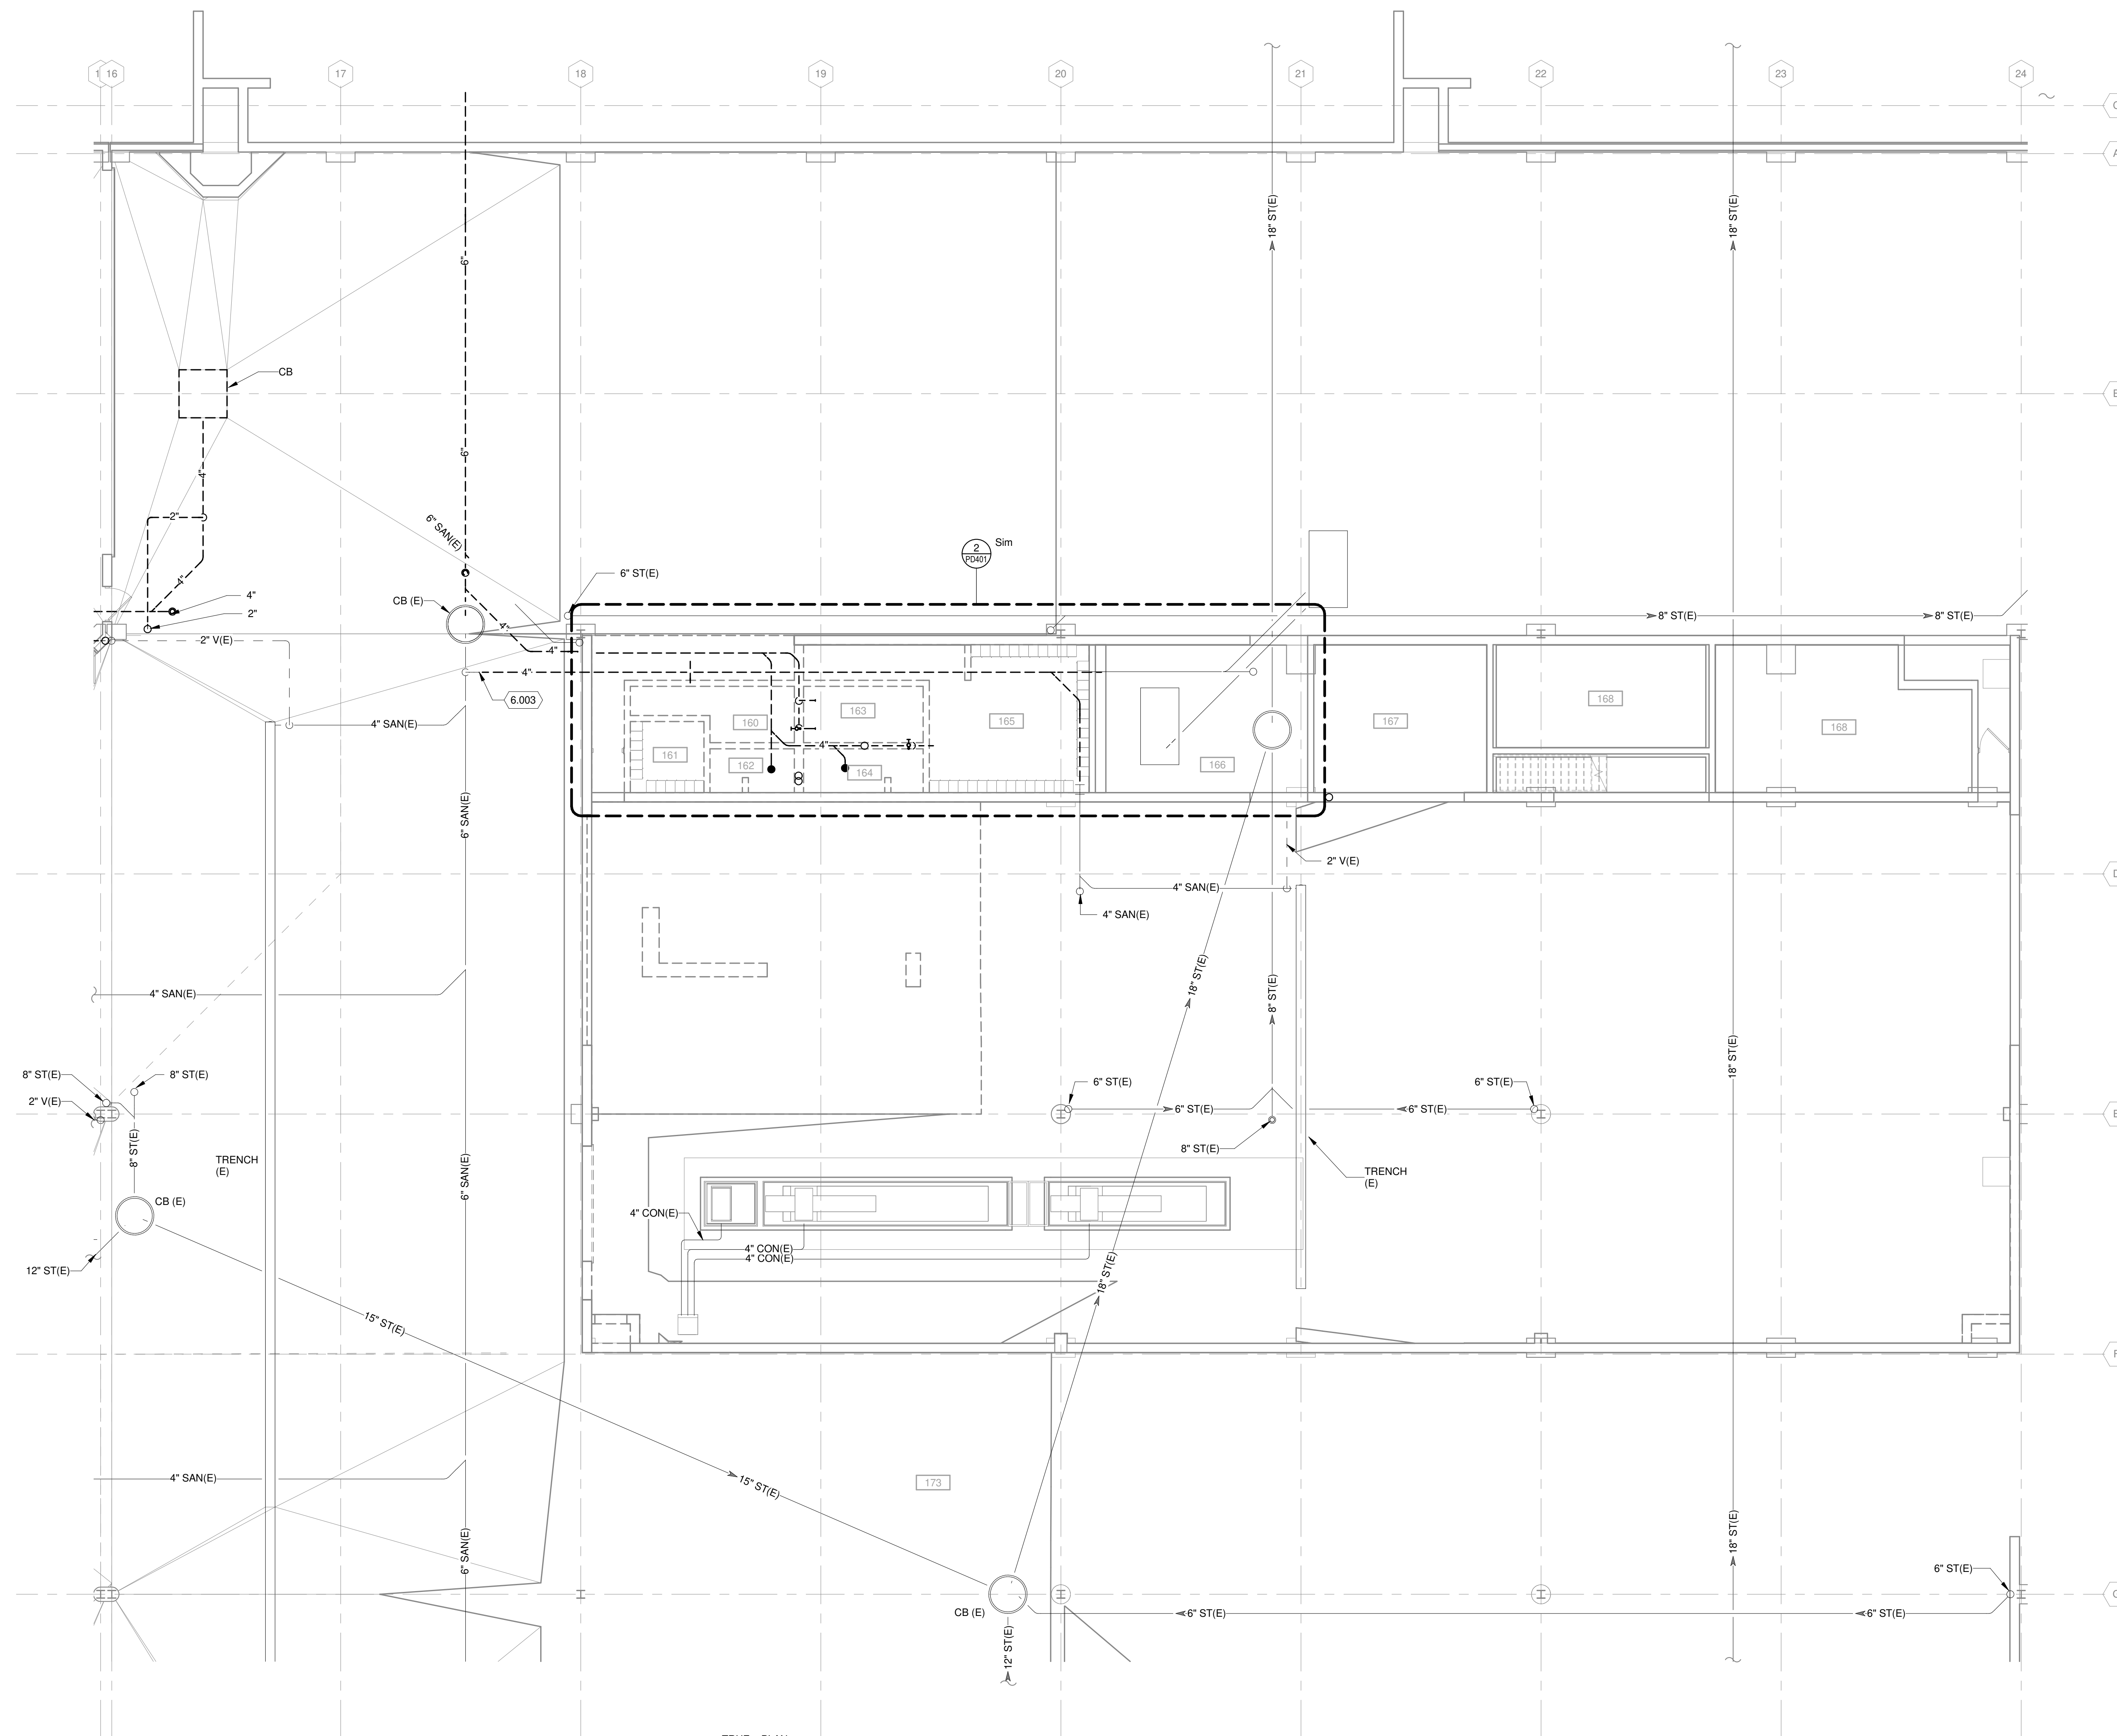 16
17
18
19
20
21
22
23
24
18" ST(E)
18" ST(E)
6"
CB
6"
4"
2"
6" SAN(E)
2
PD401
Sim
4"
6" ST(E)
4"
CB (E)
2"
8" ST(E)
8" ST(E)
4"
2" V(E)
4"
4"
6.003
4" SAN(E)
160
163
165
167
168
168
4"
161
162
164
166
6" SAN(E)
2" V(E)
4" SAN(E)
4" SAN(E)
18" ST(E)
8" ST(E)
4" SAN(E)
18" ST(E)
8" ST(E)
8" ST(E)
6" ST(E)
6" ST(E)
2" V(E)
6" ST(E)
6" ST(E)
8" ST(E)
8" ST(E)
TRENCH
(E)
6" SAN(E)
TRENCH
(E)
CB (E)
4" CON(E)
4" CON(E)
4" CON(E)
12" ST(E)
18" ST(E)
15" ST(E)
4" SAN(E)
173
15" ST(E)
6" SAN(E)
18" ST(E)
6" ST(E)
CB (E)
6" ST(E)
6" ST(E)
12" ST(E)
D